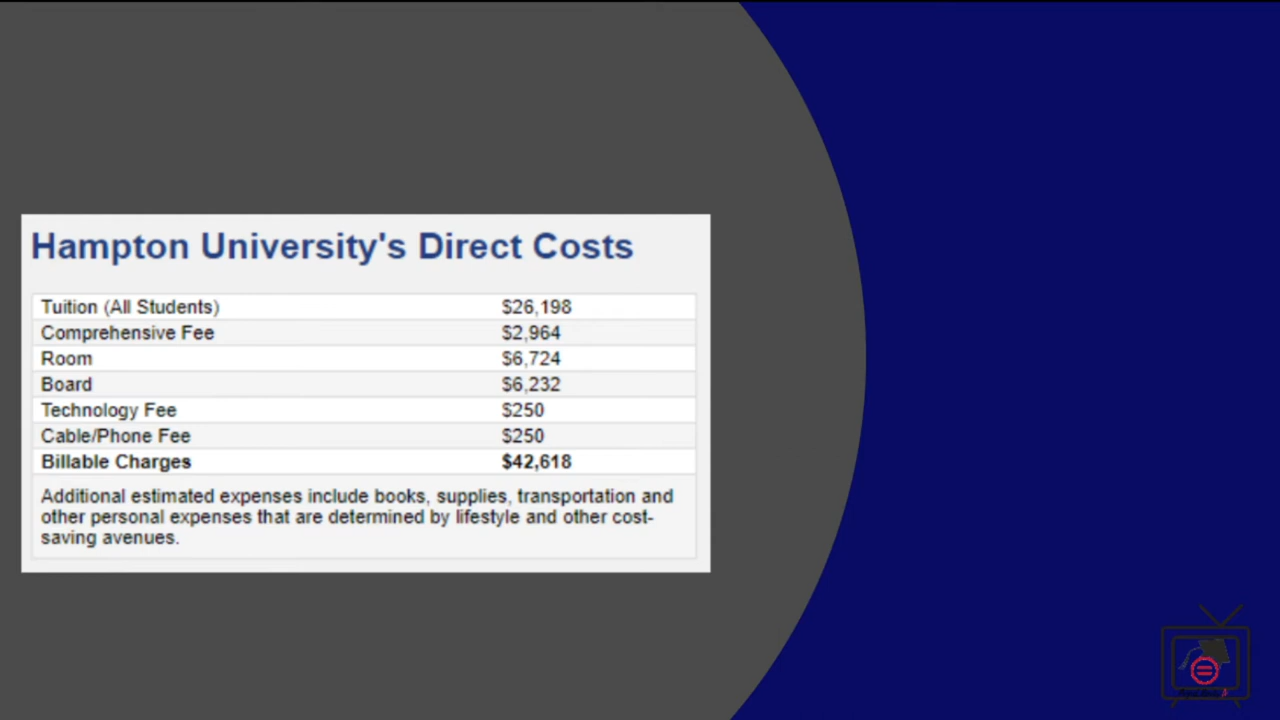 Hampton University's Direct Costs
Tuition (All Students) $26,198
Comprehensive Fee $2,964
Room $6,724
Board $6,232
Technology Fee $250
Cable/Phone Fee $250
Billable Charges $42,618
Additional estimated expenses include books, supplies, transportation and
other personal expenses that are determined by lifestyle and other cost-
saving avenues.